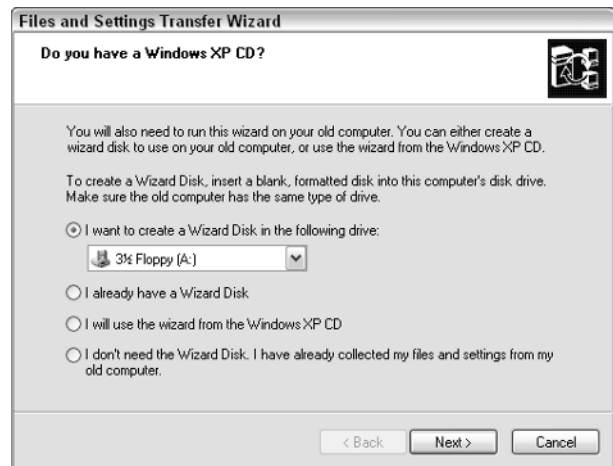 Files and Settings Transfer Wizard
Do you have a Windows XP CD?
You will also need to run this wizard on your old computer. You can either create a
wizard disk to use on your old computer, or use the wizard from the Windows XP CD.
To create a Wizard Disk, insert a blank, formatted disk into this computer's disk drive.
Make sure the old computer has the same type of drive.
I want to create a Wizard Disk in the following drive:
3½ Floppy (A:)
I already have a Wizard Disk
I will use the wizard from the Windows XP CD
I don't need the Wizard Disk. I have already collected my files and settings from my
old computer.
< Back Next > Cancel